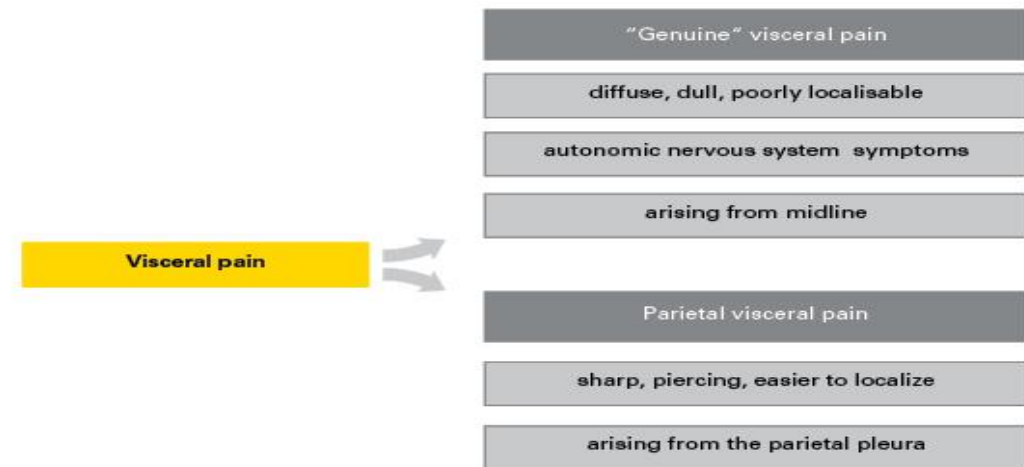 Visceral pain
“Genuine“ visceral pain
diffuse, dull, poorly localisable
autonomic nervous system symptoms
arising from midline
Parietal visceral pain
sharp, piercing, easier to localize
arising from the parietal pleura